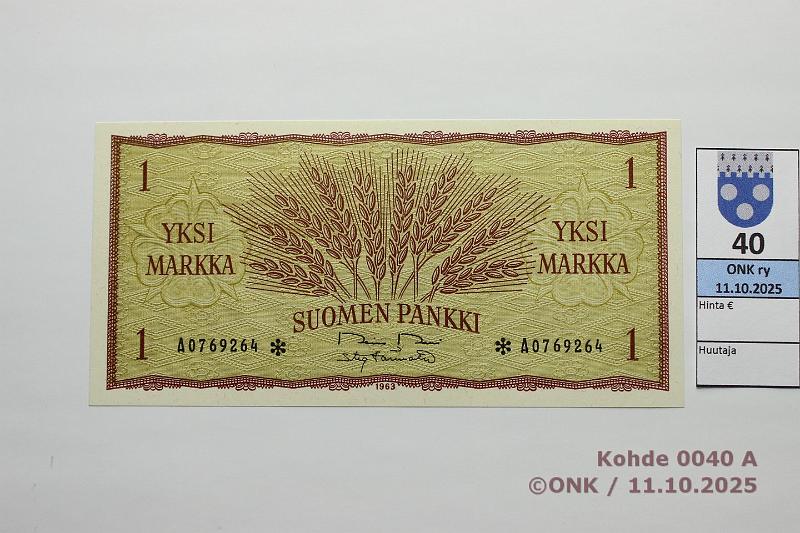 1
1
YKSI
MARKKA
YKSI
MARKKA
SUOMEN PANKKI
1
A0769264 *
* A0769264
1
1963
40
ONK ry
11.10.2025
Hinta €
Huutaja
Kohde 0040 A
©ONK / 11.10.2025